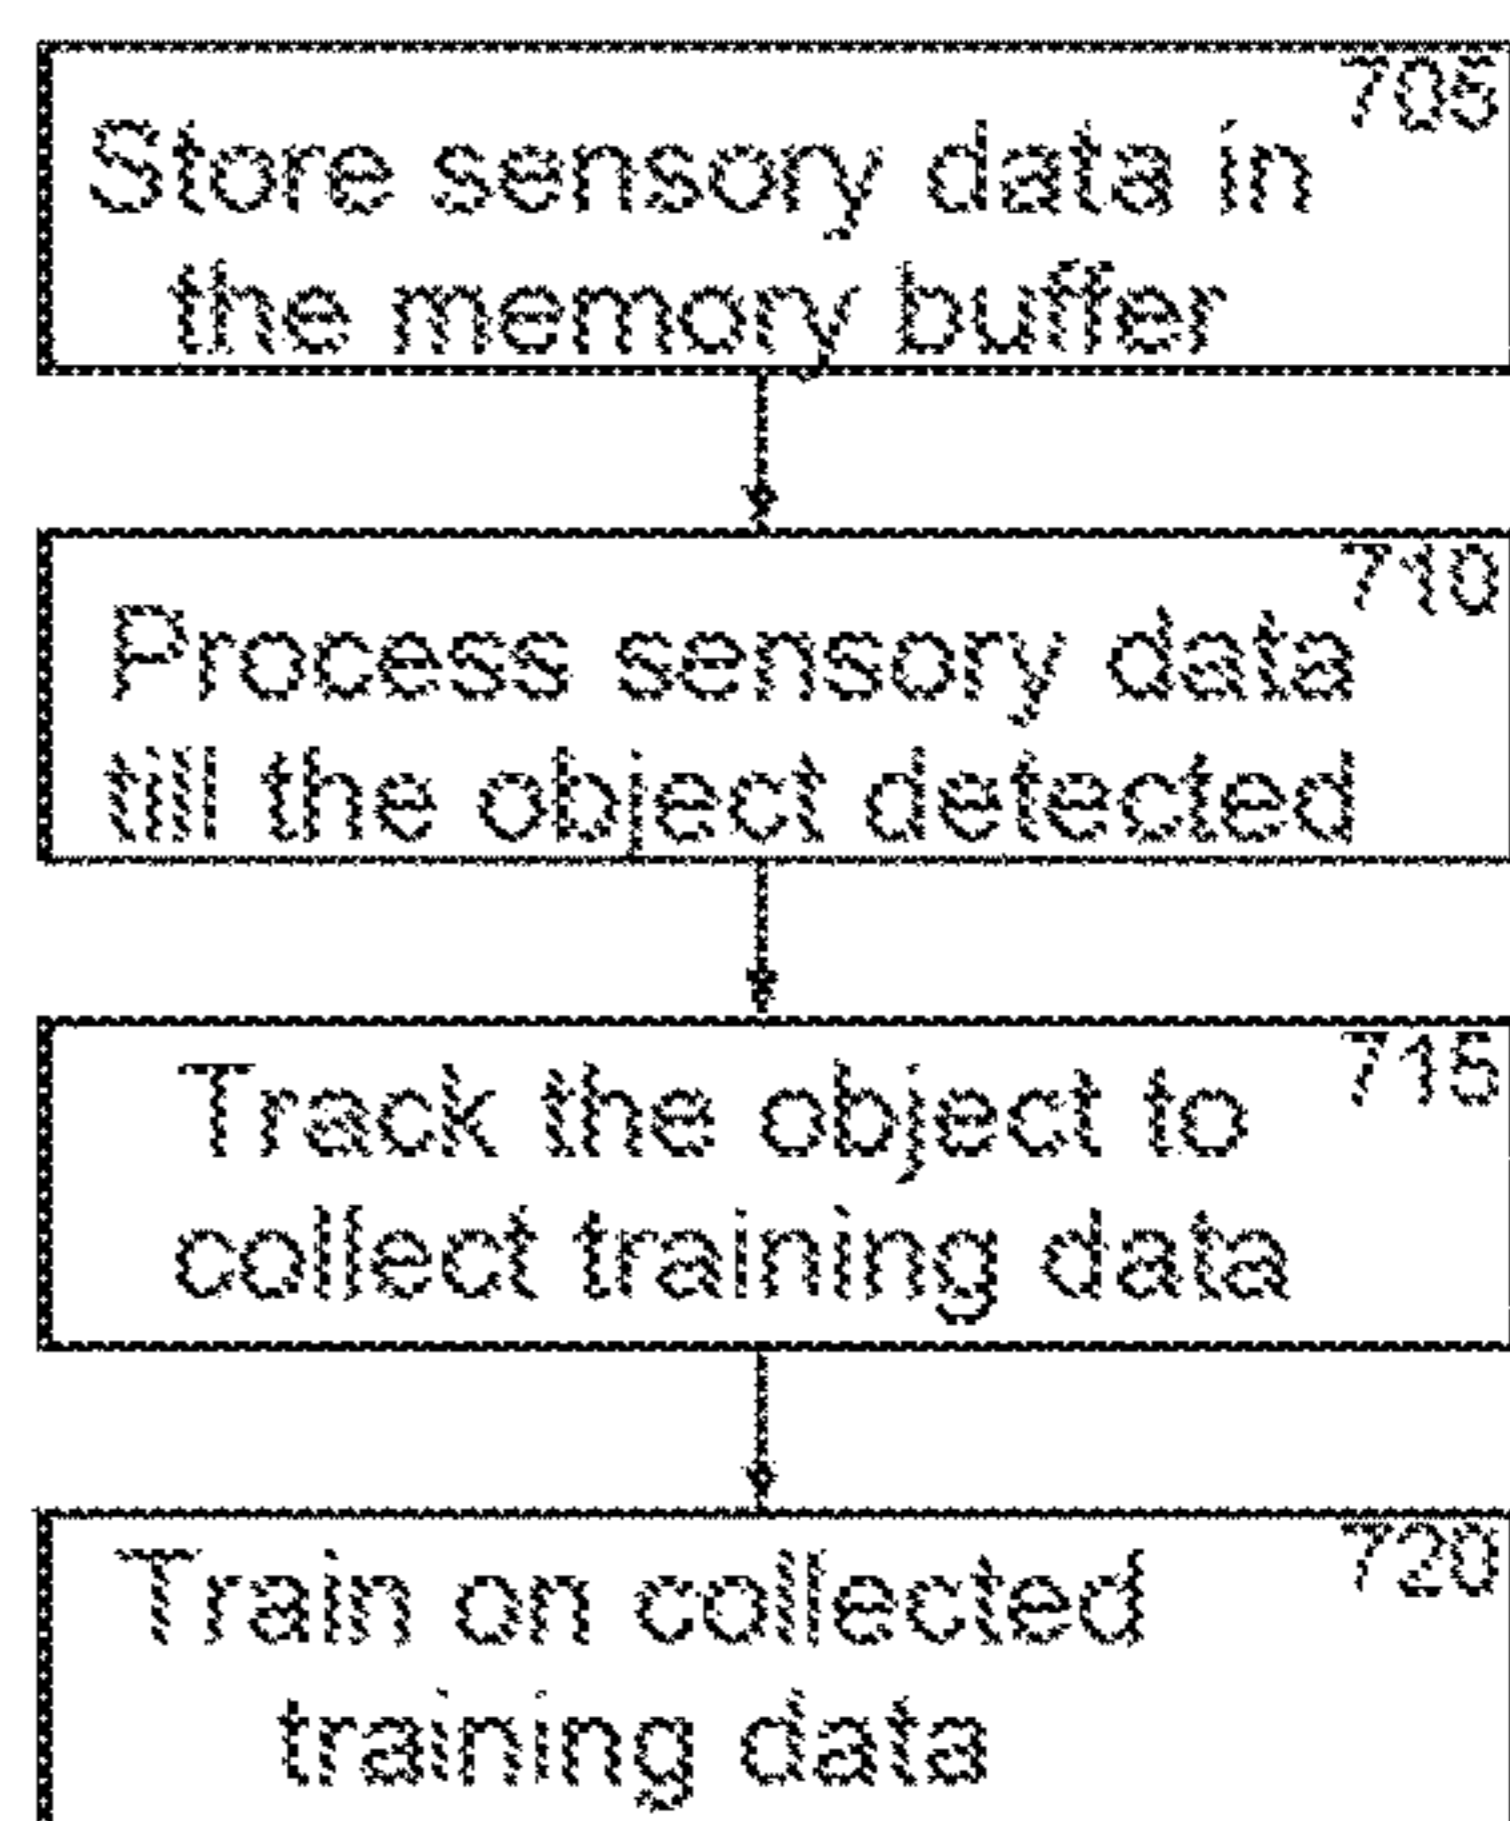 705
Store sensory data in
the memory buffer
710
Process sensory data
till the object detected
715
Track the object to
collect training data
720
Train on collected
training data